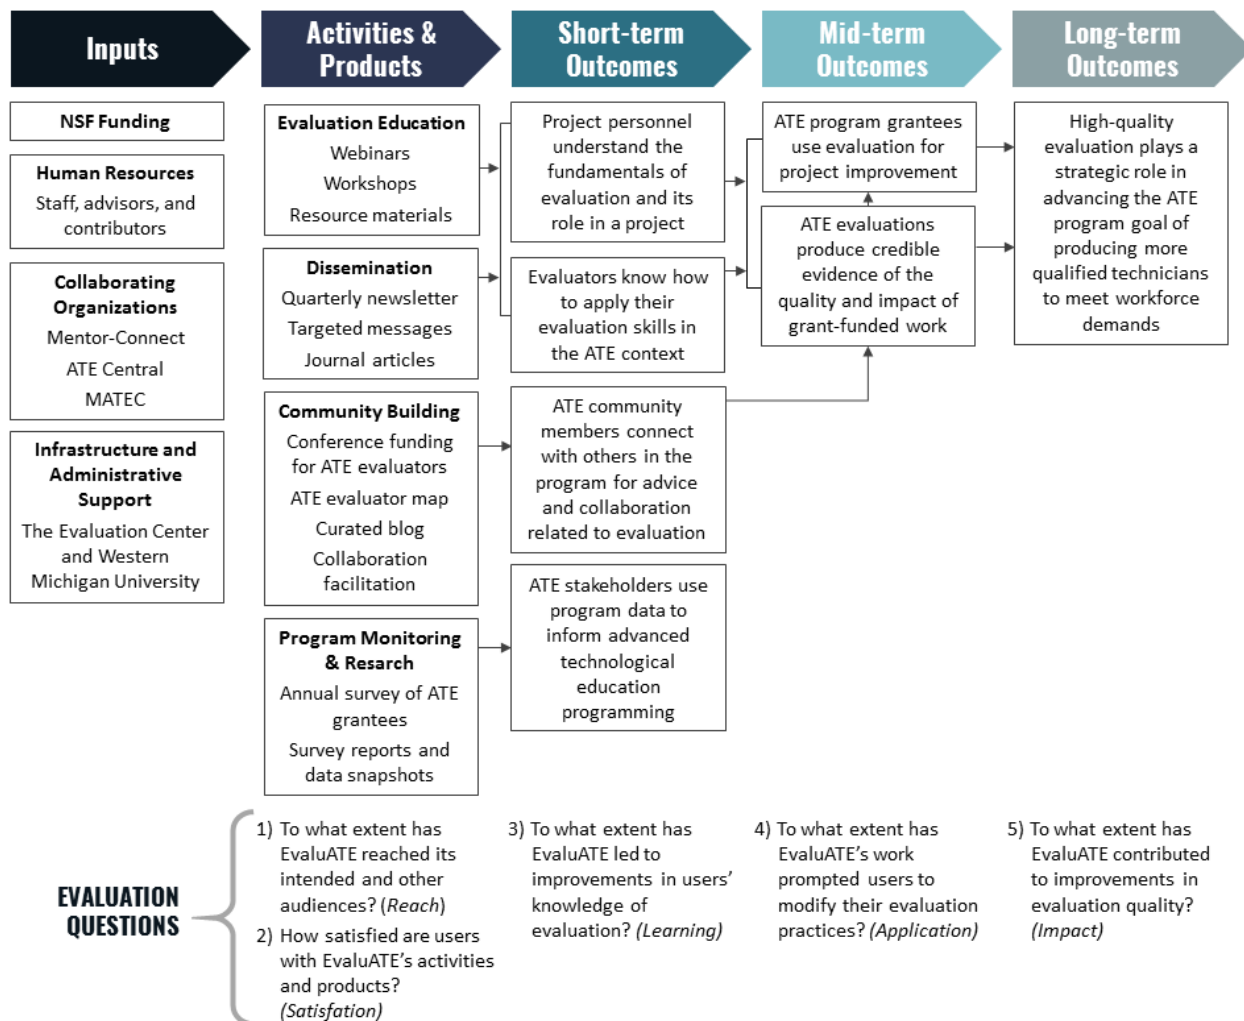 Inputs
Activities &
Products
Short-term
Outcomes
Mid-term
Outcomes
Long-term
Outcomes
NSF Funding
Human Resources
Staff, advisors, and
contributors
Collaborating
Organizations
Mentor-Connect
ATE Central
MATEC
Infrastructure and
Administrative
Support
The Evaluation Center
and Western
Michigan University
Evaluation Education
Webinars
Workshops
Resource materials
Dissemination
Quarterly newsletter
Targeted messages
Journal articles
Community Building
Conference funding
for ATE evaluators
ATE evaluator map
Curated blog
Collaboration
facilitation
Program Monitoring
& Resarch
Annual survey of ATE
grantees
Survey reports and
data snapshots
Project personnel
understand the
fundamentals of
evaluation and its
role in a project
Evaluators know how
to apply their
evaluation skills in
the ATE context
ATE community
members connect
with others in the
program for advice
and collaboration
related to evaluation
ATE stakeholders use
program data to
inform advanced
technological
education
programming
ATE program grantees
use evaluation for
project improvement
ATE evaluations
produce credible
evidence of the
quality and impact of
grant-funded work
High-quality
evaluation plays a
strategic role in
advancing the ATE
program goal of
producing more
qualified technicians
to meet workforce
demands
EVALUATION
QUESTIONS
1) To what extent has
EvaluATE reached its
intended and other
audiences? (Reach)
2) How satisfied are users
with EvaluATE’s activities
and products?
(Satisfation)
3) To what extent has
EvaluATE led to
improvements in users’
knowledge of
evaluation? (Learning)
4) To what extent has
EvaluATE’s work
prompted users to
modify their evaluation
practices? (Application)
5) To what extent has
EvaluATE contributed
to improvements in
evaluation quality?
(Impact)